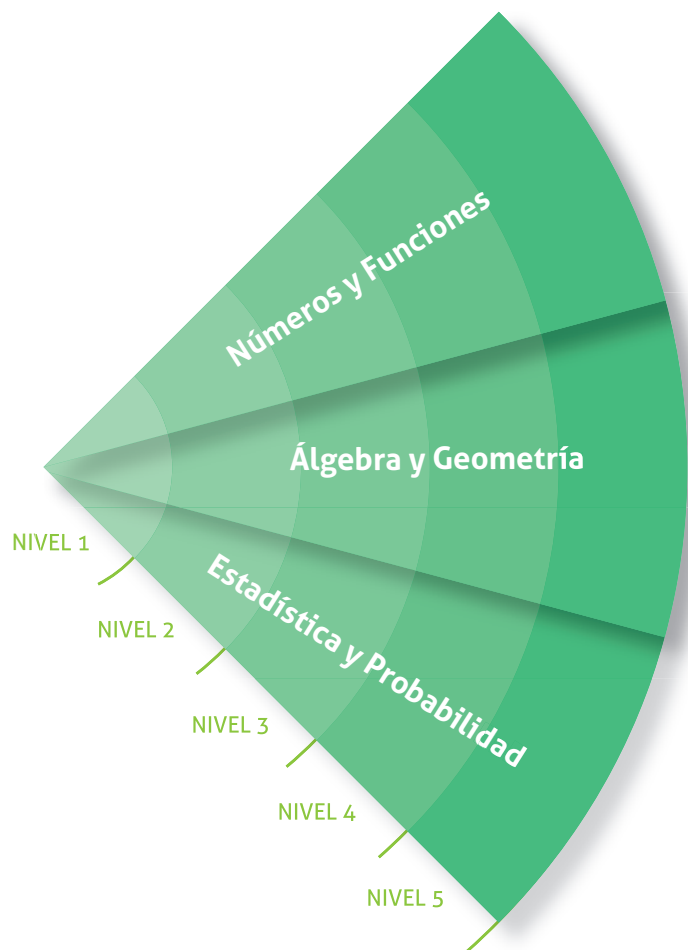 Números y Funciones
Álgebra y Geometría
Estadística y Probabilidad
NIVEL 1
NIVEL 2
NIVEL 3
NIVEL 4
NIVEL 5